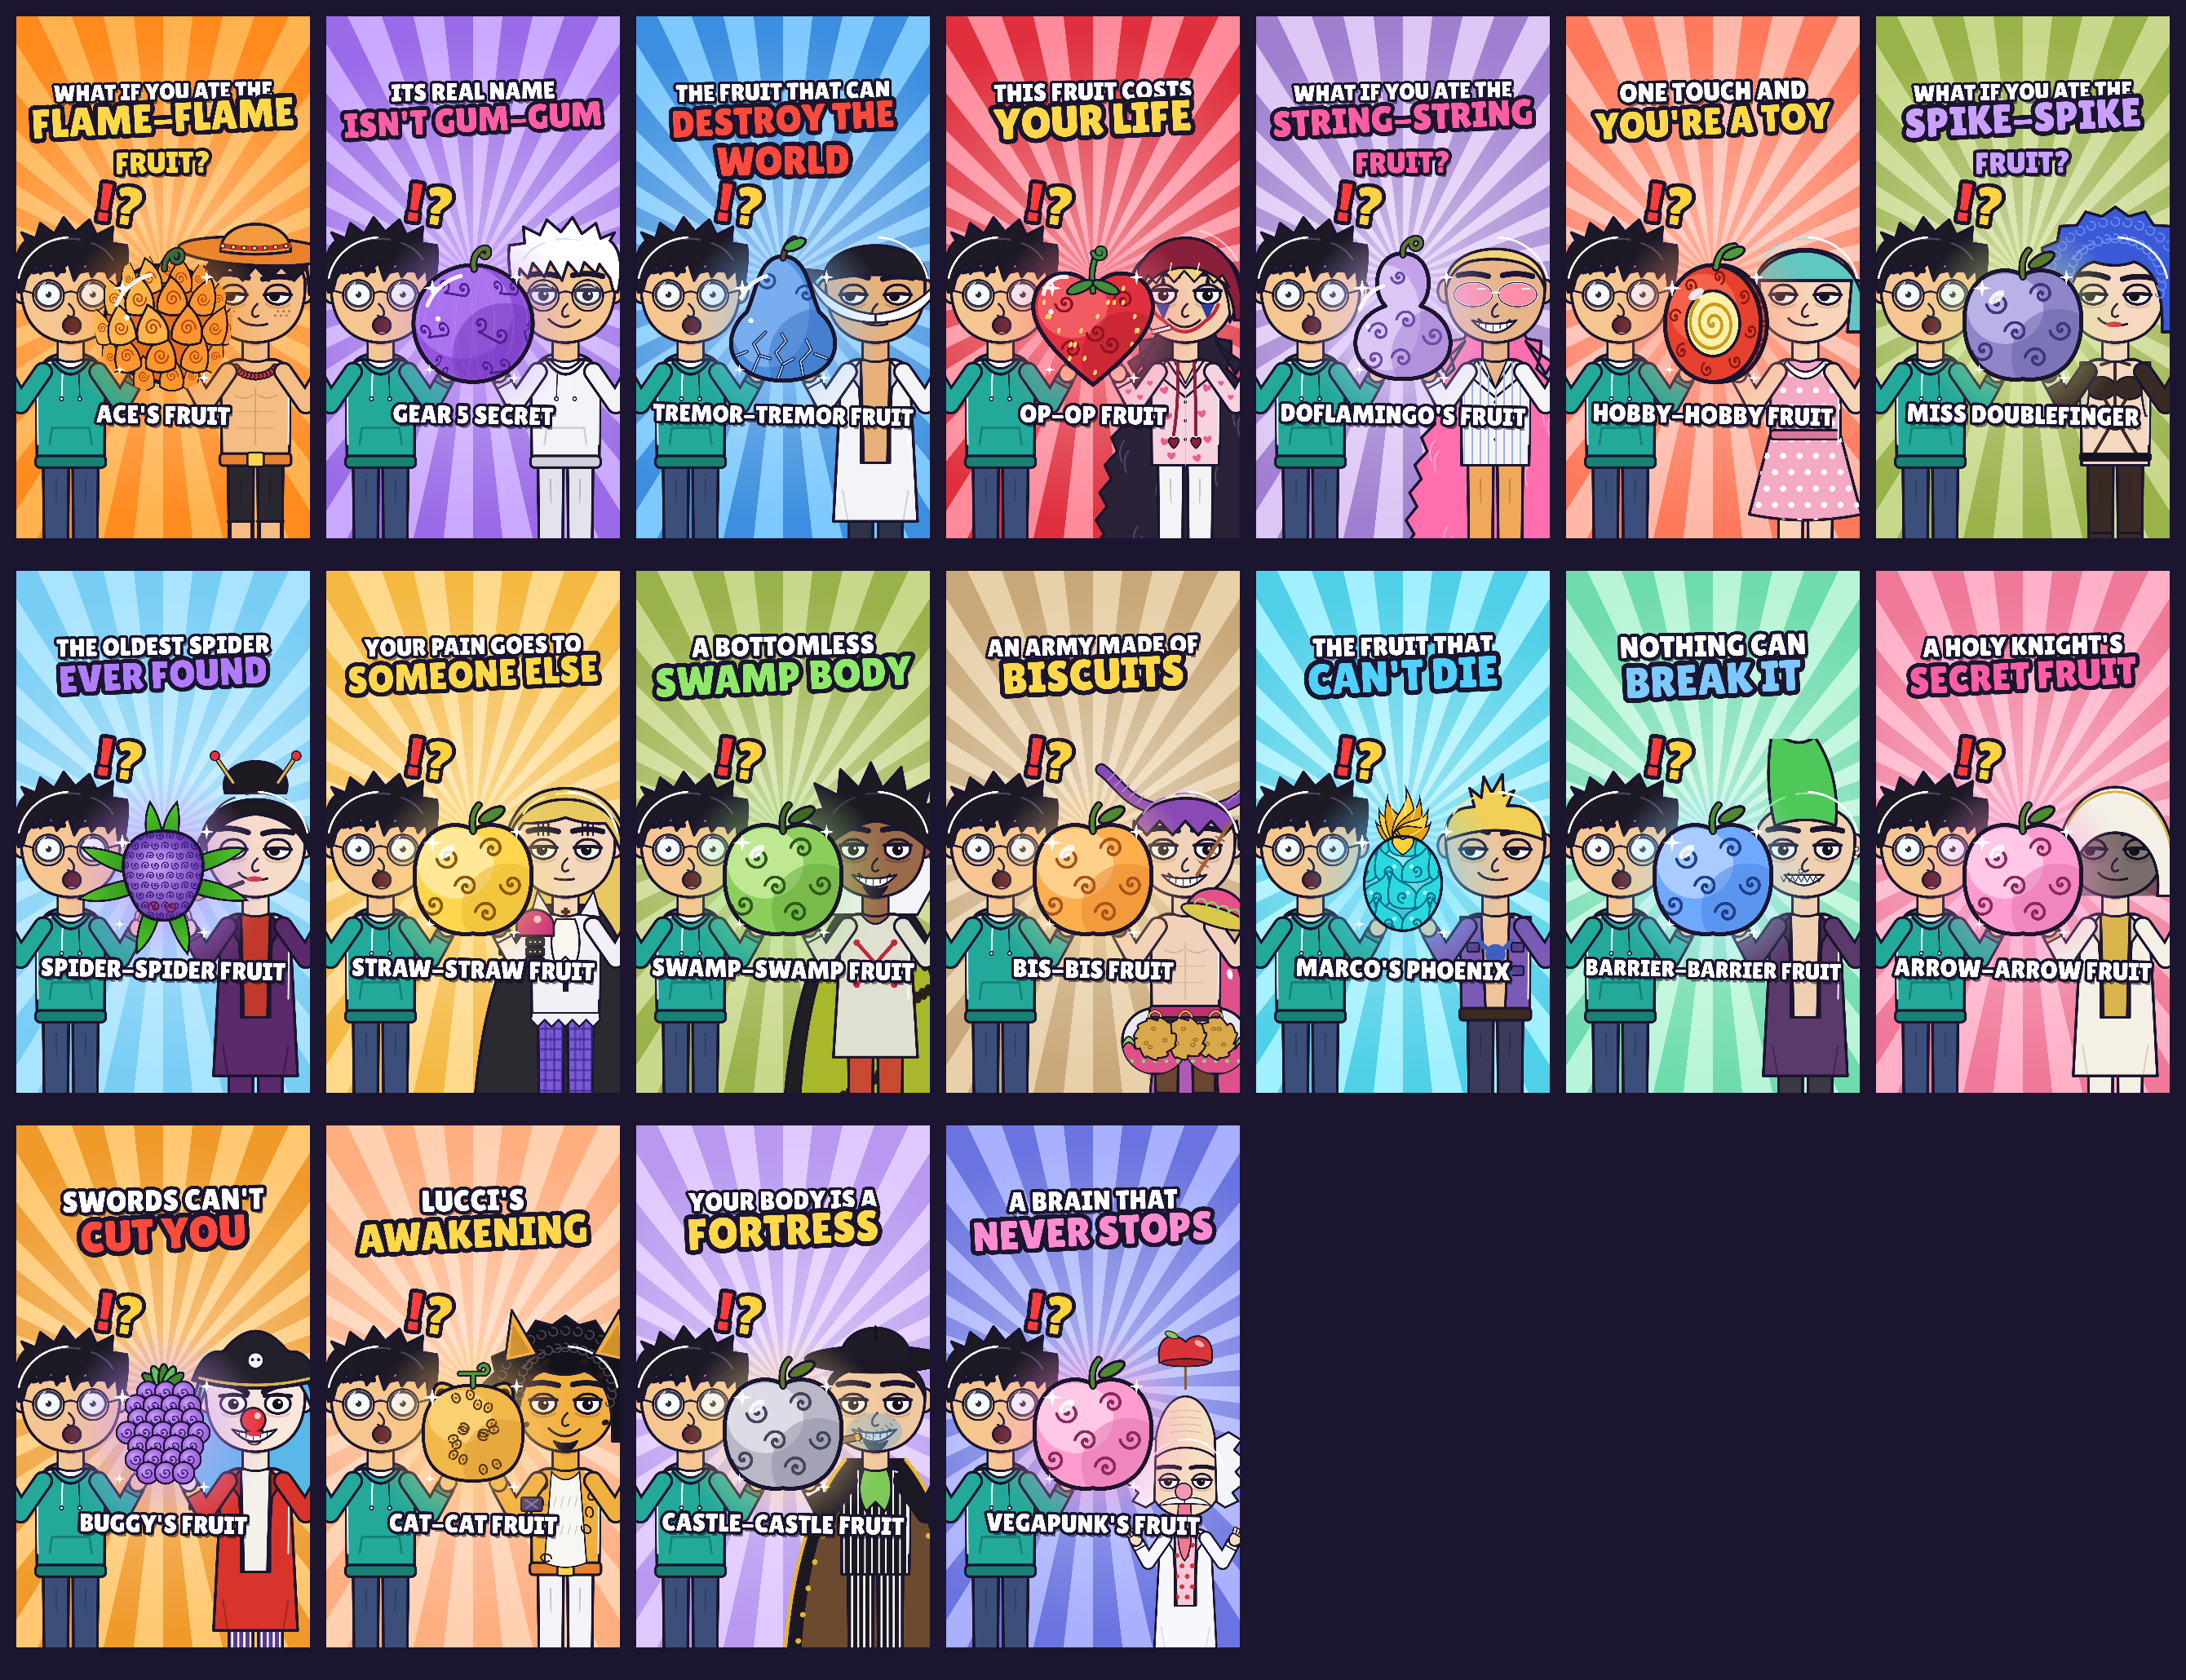 WHAT IF YOU ATE THE
FLAME-FLAME
FRUIT?
!?
ACE'S FRUIT
ITS REAL NAME
ISN'T GUM-GUM
!?
GEAR 5 SECRET
THE FRUIT THAT CAN
DESTROY THE
WORLD
!?
TREMOR-TREMOR FRUIT
THIS FRUIT COSTS
YOUR LIFE
!?
OP-OP FRUIT
WHAT IF YOU ATE THE
STRING-STRING
FRUIT?
!?
DOFLAMINGO'S FRUIT
ONE TOUCH AND
YOU'RE A TOY
!?
HOBBY-HOBBY FRUIT
WHAT IF YOU ATE THE
SPIKE-SPIKE
FRUIT?
!?
MISS DOUBLEFINGER
THE OLDEST SPIDER
EVER FOUND
!?
SPIDER-SPIDER FRUIT
YOUR PAIN GOES TO
SOMEONE ELSE
!?
STRAW-STRAW FRUIT
A BOTTOMLESS
SWAMP BODY
!?
SWAMP-SWAMP FRUIT
AN ARMY MADE OF
BISCUITS
!?
BIS-BIS FRUIT
THE FRUIT THAT
CAN'T DIE
!?
MARCO'S PHOENIX
NOTHING CAN
BREAK IT
!?
BARRIER-BARRIER FRUIT
A HOLY KNIGHT'S
SECRET FRUIT
!?
ARROW-ARROW FRUIT
SWORDS CAN'T
CUT YOU
!?
BUGGY'S FRUIT
LUCCI'S
AWAKENING
!?
CAT-CAT FRUIT
YOUR BODY IS A
FORTRESS
!?
CASTLE-CASTLE FRUIT
A BRAIN THAT
NEVER STOPS
!?
VEGAPUNK'S FRUIT